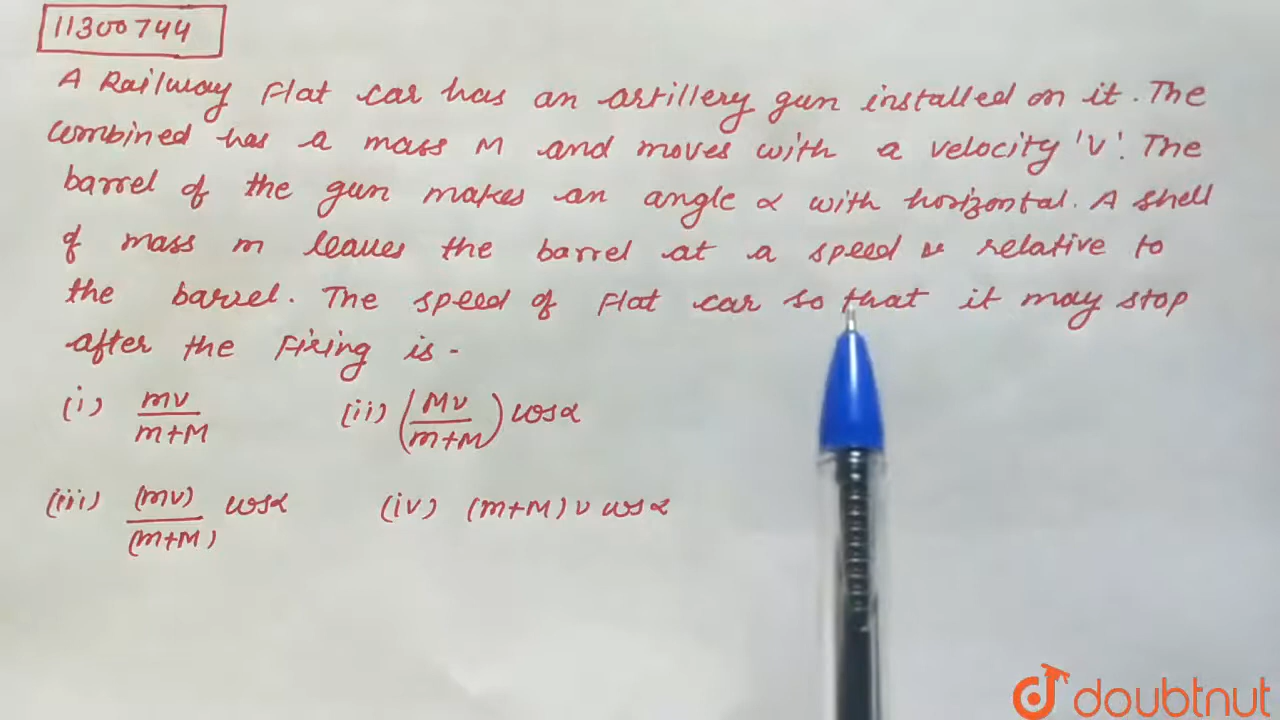 11300744
A Railway flat car has an artillery gun installed on it. The
combined has a mass M and moves with a velocity 'V'. The
barrel of the gun makes an angle α with horizontal. A shell
of mass m leaves the barrel at a speed v relative to
the barrel. The speed of flat car so that it may stop
after the firing is -
(i) mv/m+M (ii) (Mv/m+M) cosα
(iii) (mv)/(m+M) cosα (iv) (m+M) v cosα
doubtnut